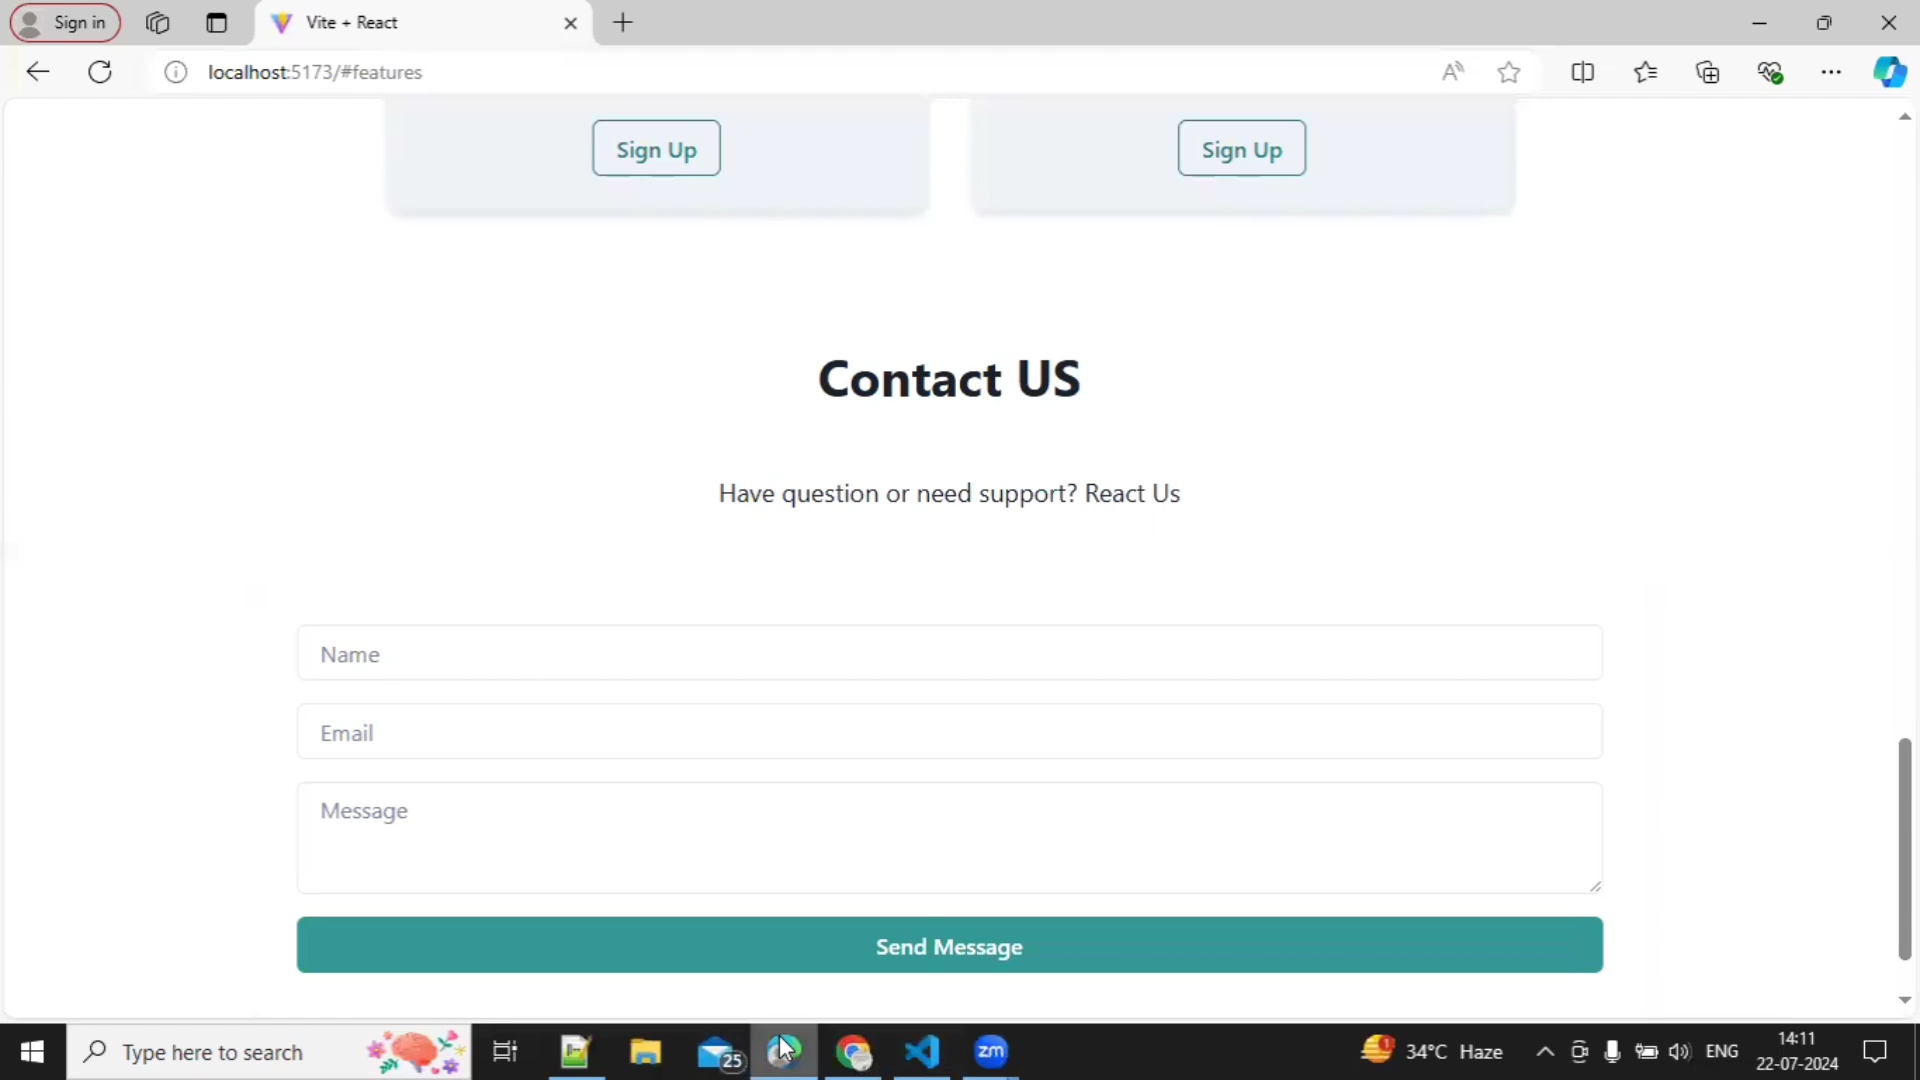 Sign in
Vite + React
localhost:5173/#features
Sign Up
Sign Up
Contact US
Have question or need support? React Us
Name
Email
Message
Send Message
Type here to search
25
zm
1
34°C Haze
ENG
14:11
22-07-2024